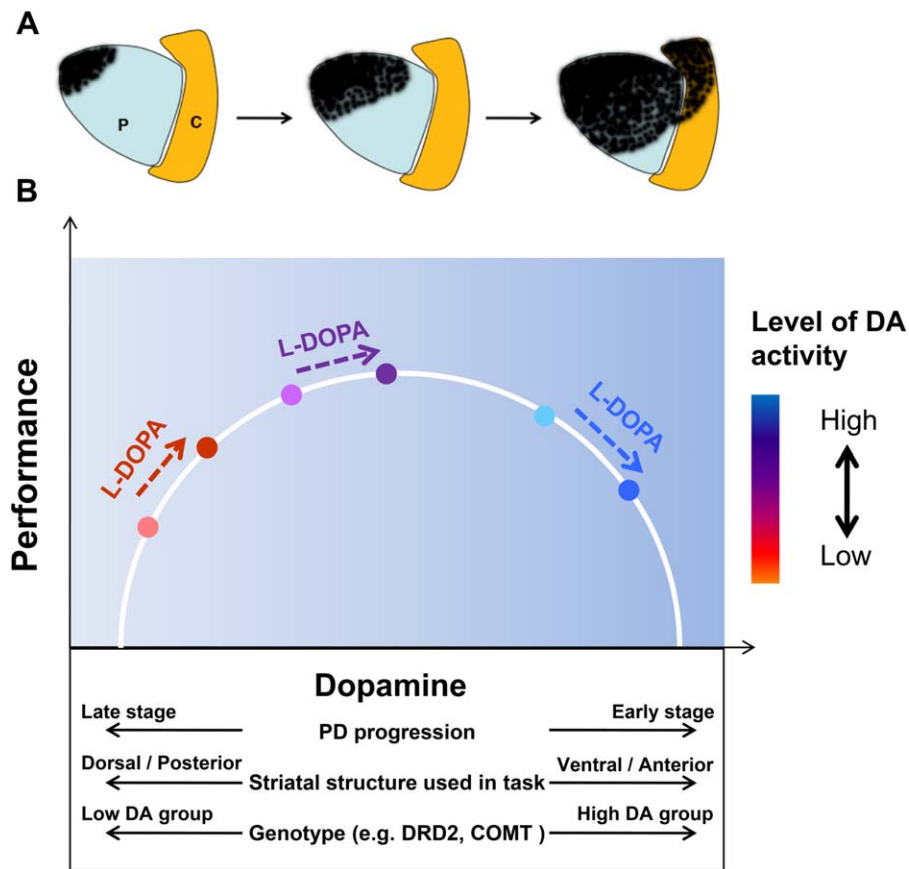 A
P
C
B
Performance
L-DOPA
L-DOPA
L-DOPA
Level of DA
activity
High
Low
Dopamine
Late stage
Early stage
PD progression
Dorsal / Posterior
Ventral / Anterior
Striatal structure used in task
Low DA group
High DA group
Genotype (e.g. DRD2, COMT )